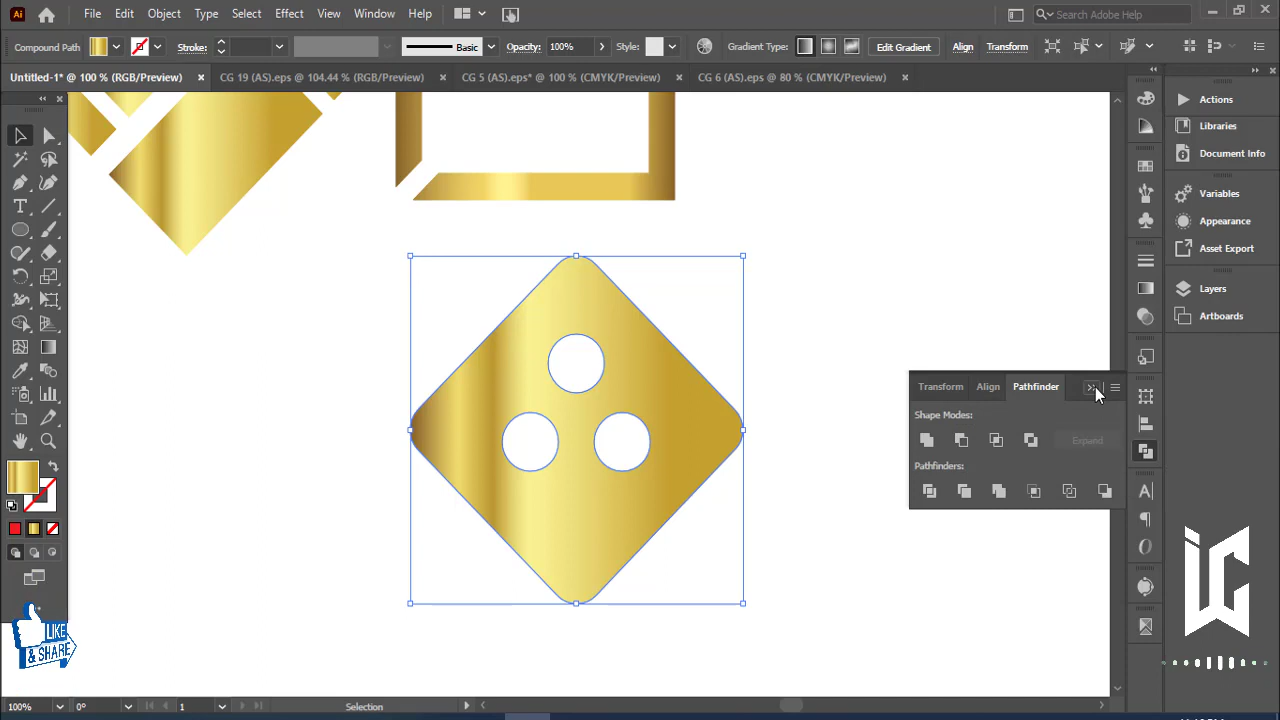 Ai File Edit Object Type Select Effect View Window Help Search Adobe Help
Compound Path Stroke: Basic Opacity: 100% Style: Gradient Type: Edit Gradient Align Transform
Untitled-1* @ 100 % (RGB/Preview) × CG 19 (AS).eps @ 104.44 % (RGB/Preview) × CG 5 (AS).eps* @ 100 % (CMYK/Preview) × CG 6 (AS).eps @ 80 % (CMYK/Preview) ×
Actions
Libraries
Document Info
Variables
Appearance
Asset Export
Layers
Artboards
Transform Align Pathfinder
Shape Modes:
Expand
Pathfinders:
LIKE
& SHARE
100% 0° 1 Selection